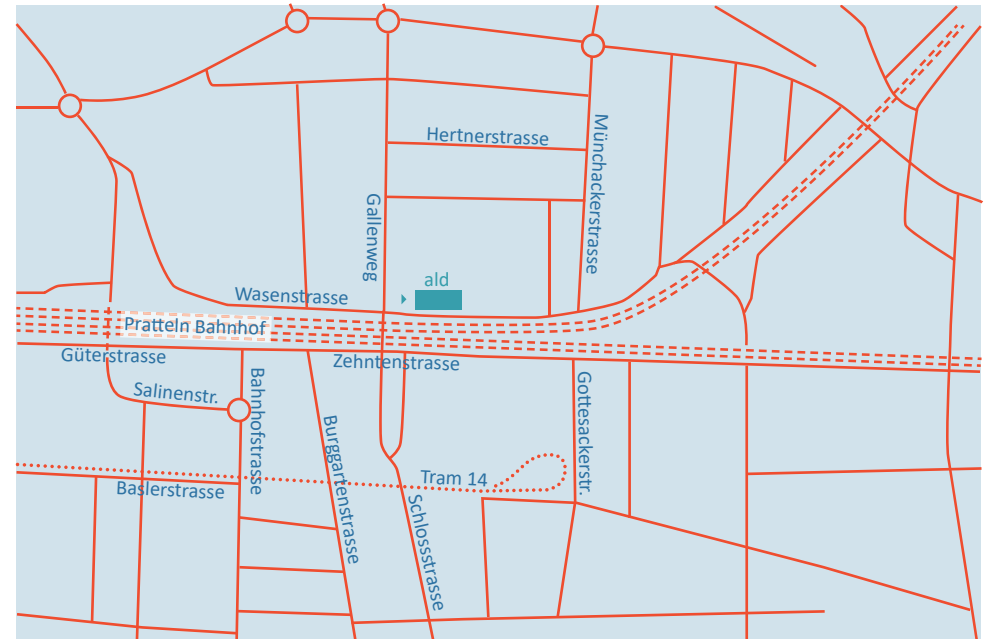 Hertnerstrasse
Münchackerstrasse
Gallenweg
ald
Wasenstrasse
Pratteln Bahnhof
Güterstrasse
Zehntenstrasse
Salinenstr.
Bahnhofstrasse
Burggartenstrasse
Gottesackerstr.
Tram 14
Baslerstrasse
Schlossstrasse